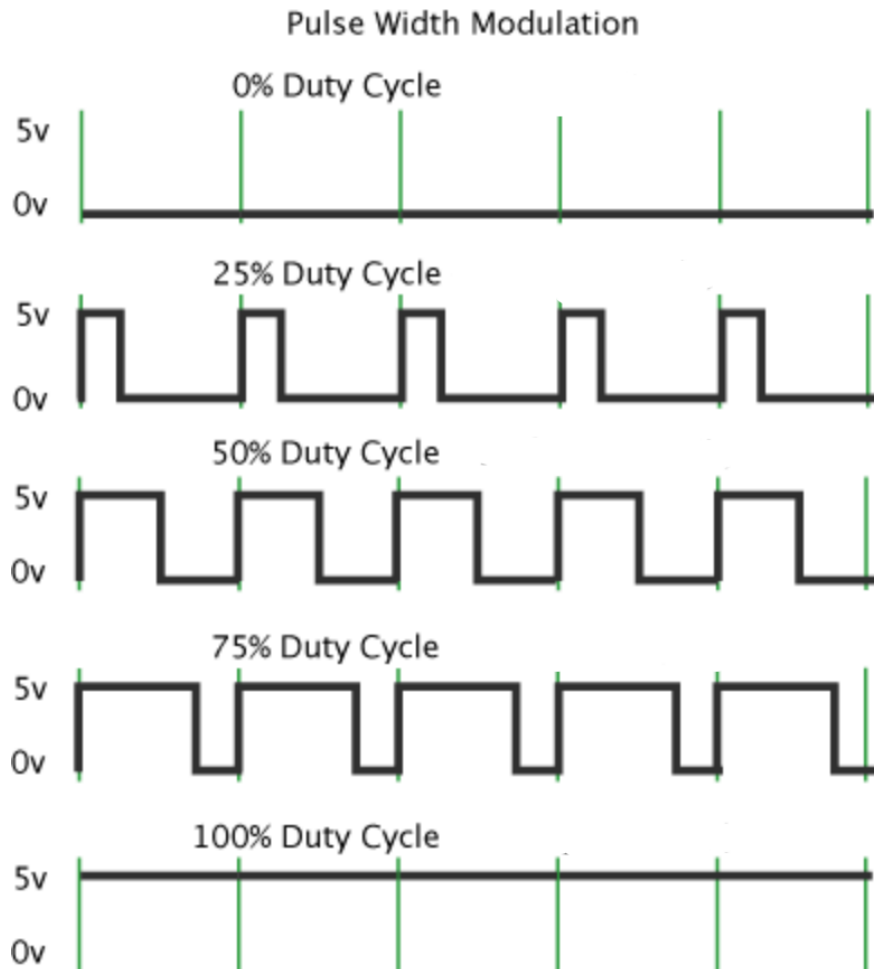 Pulse Width Modulation
0% Duty Cycle
5v
0v
25% Duty Cycle
5v
0v
50% Duty Cycle
5v
0v
75% Duty Cycle
5v
0v
100% Duty Cycle
5v
0v